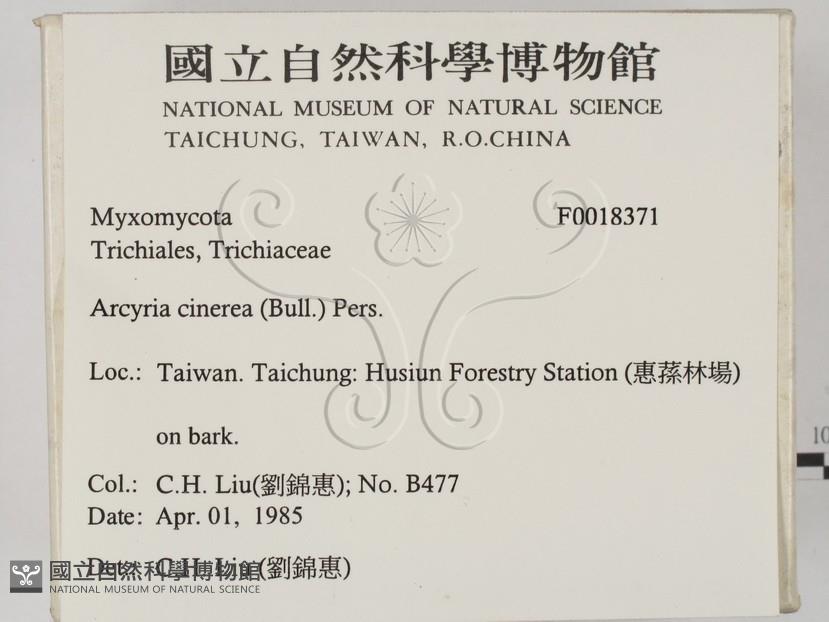 國立自然科學博物館
NATIONAL MUSEUM OF NATURAL SCIENCE
TAICHUNG, TAIWAN, R.O.CHINA
Myxomycota F0018371
Trichiales, Trichiaceae
Arcyria cinerea (Bull.) Pers.
Loc.: Taiwan. Taichung: Husiun Forestry Station (惠蓀林場)
on bark.
Col.: C.H. Liu(劉錦惠); No. B477
Date: Apr. 01, 1985
Det.: C.H. Liu (劉錦惠)
國立自然科學博物館
NATIONAL MUSEUM OF NATURAL SCIENCE
10